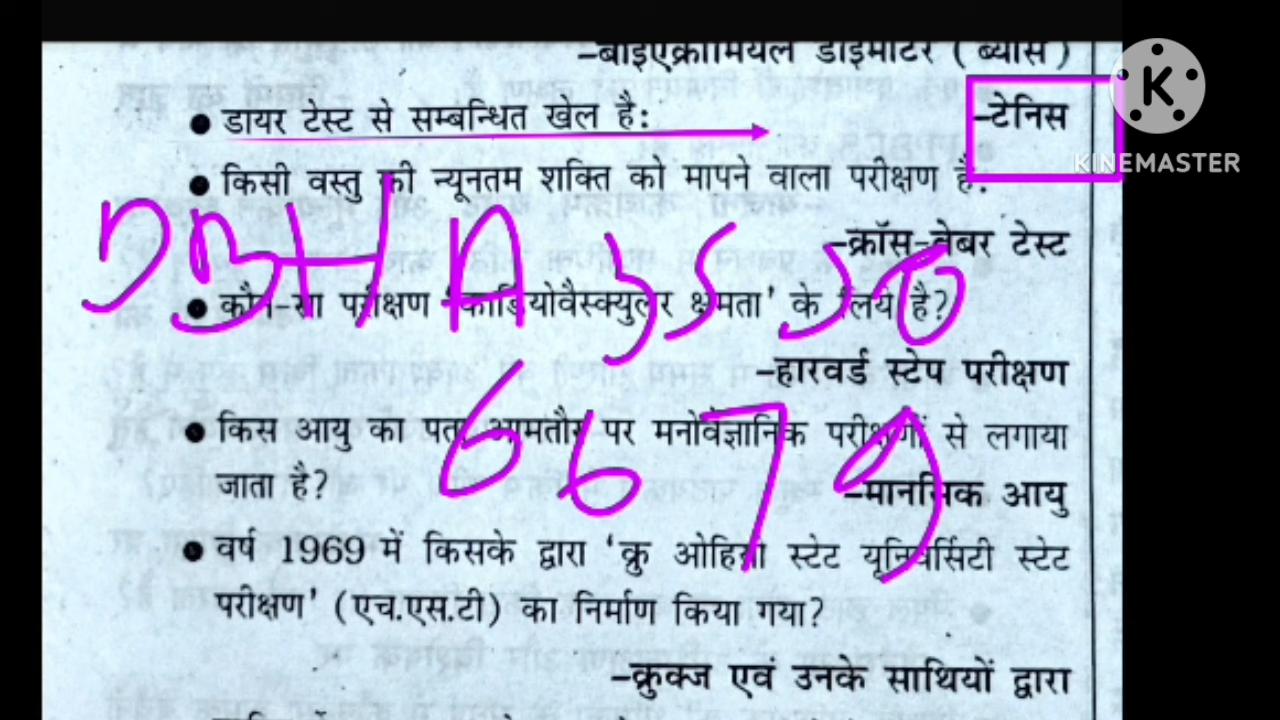 -बाइएक्रोमियल डाइमीटर (ब्यास)
● डायर टेस्ट से सम्बन्धित खेल है: -टेनिस
KINEMASTER
● किसी वस्तु की न्यूनतम शक्ति को मापने वाला परीक्षण है:
-क्रॉस-वेबर टेस्ट
● कौन-सा परीक्षण 'कार्डियोवैस्क्युलर क्षमता' के लिये है?
-हारवर्ड स्टेप परीक्षण
● किस आयु का पता आमतौर पर मनोवैज्ञानिक परीक्षणों से लगाया
जाता है? -मानसिक आयु
● वर्ष 1969 में किसके द्वारा 'क्रु ओहियो स्टेट यूनिवर्सिटी स्टेट
परीक्षण' (एच.एस.टी) का निर्माण किया गया?
-क्रुक्ज एवं उनके साथियों द्वारा
6679